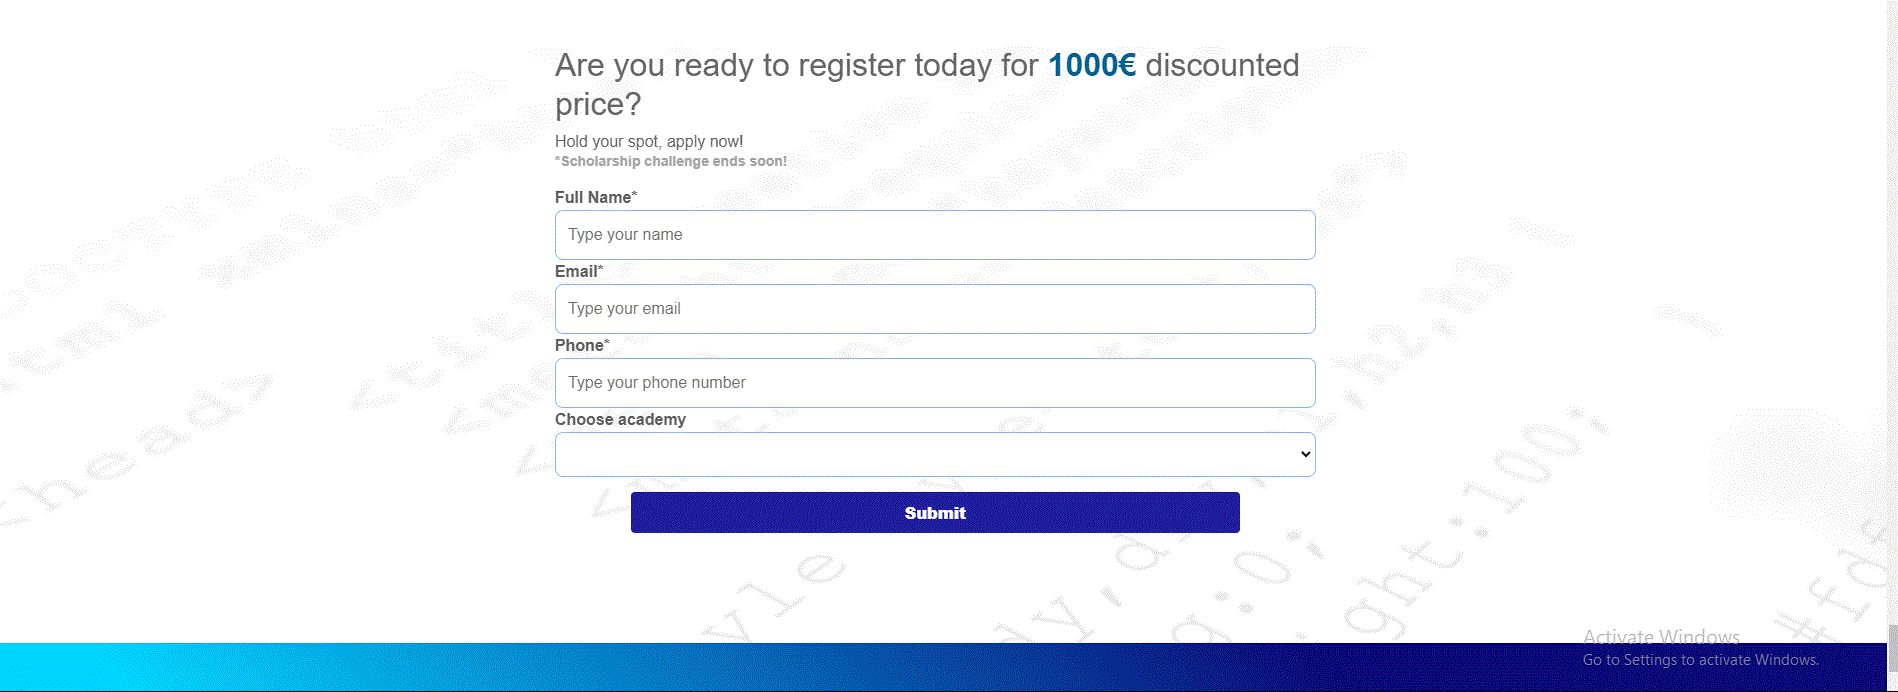 Are you ready to register today for 1000€ discounted
price?
Hold your spot, apply now!
*Scholarship challenge ends soon!
Full Name*
Type your name
Email*
Type your email
Phone*
Type your phone number
Choose academy
Submit
Activate Windows
Go to Settings to activate Windows.